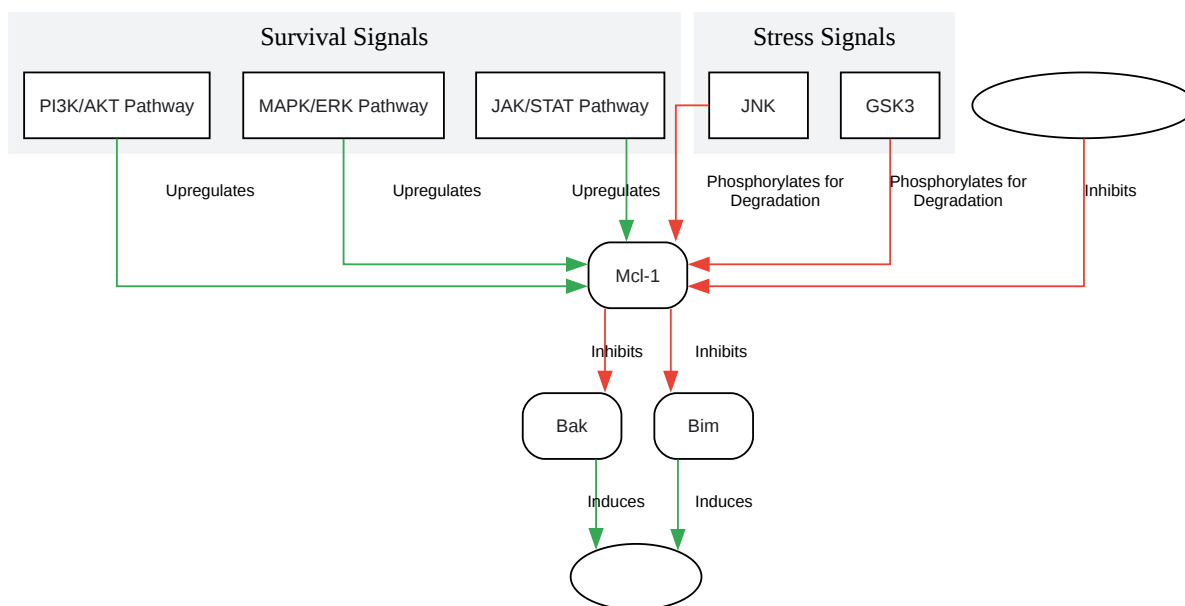 Survival Signals
Stress Signals
PI3K/AKT Pathway
MAPK/ERK Pathway
JAK/STAT Pathway
JNK
GSK3
Upregulates
Upregulates
Upregulates
Phosphorylates for
Degradation
Phosphorylates for
Degradation
Inhibits
Mcl-1
Inhibits
Inhibits
Bak
Bim
Induces
Induces